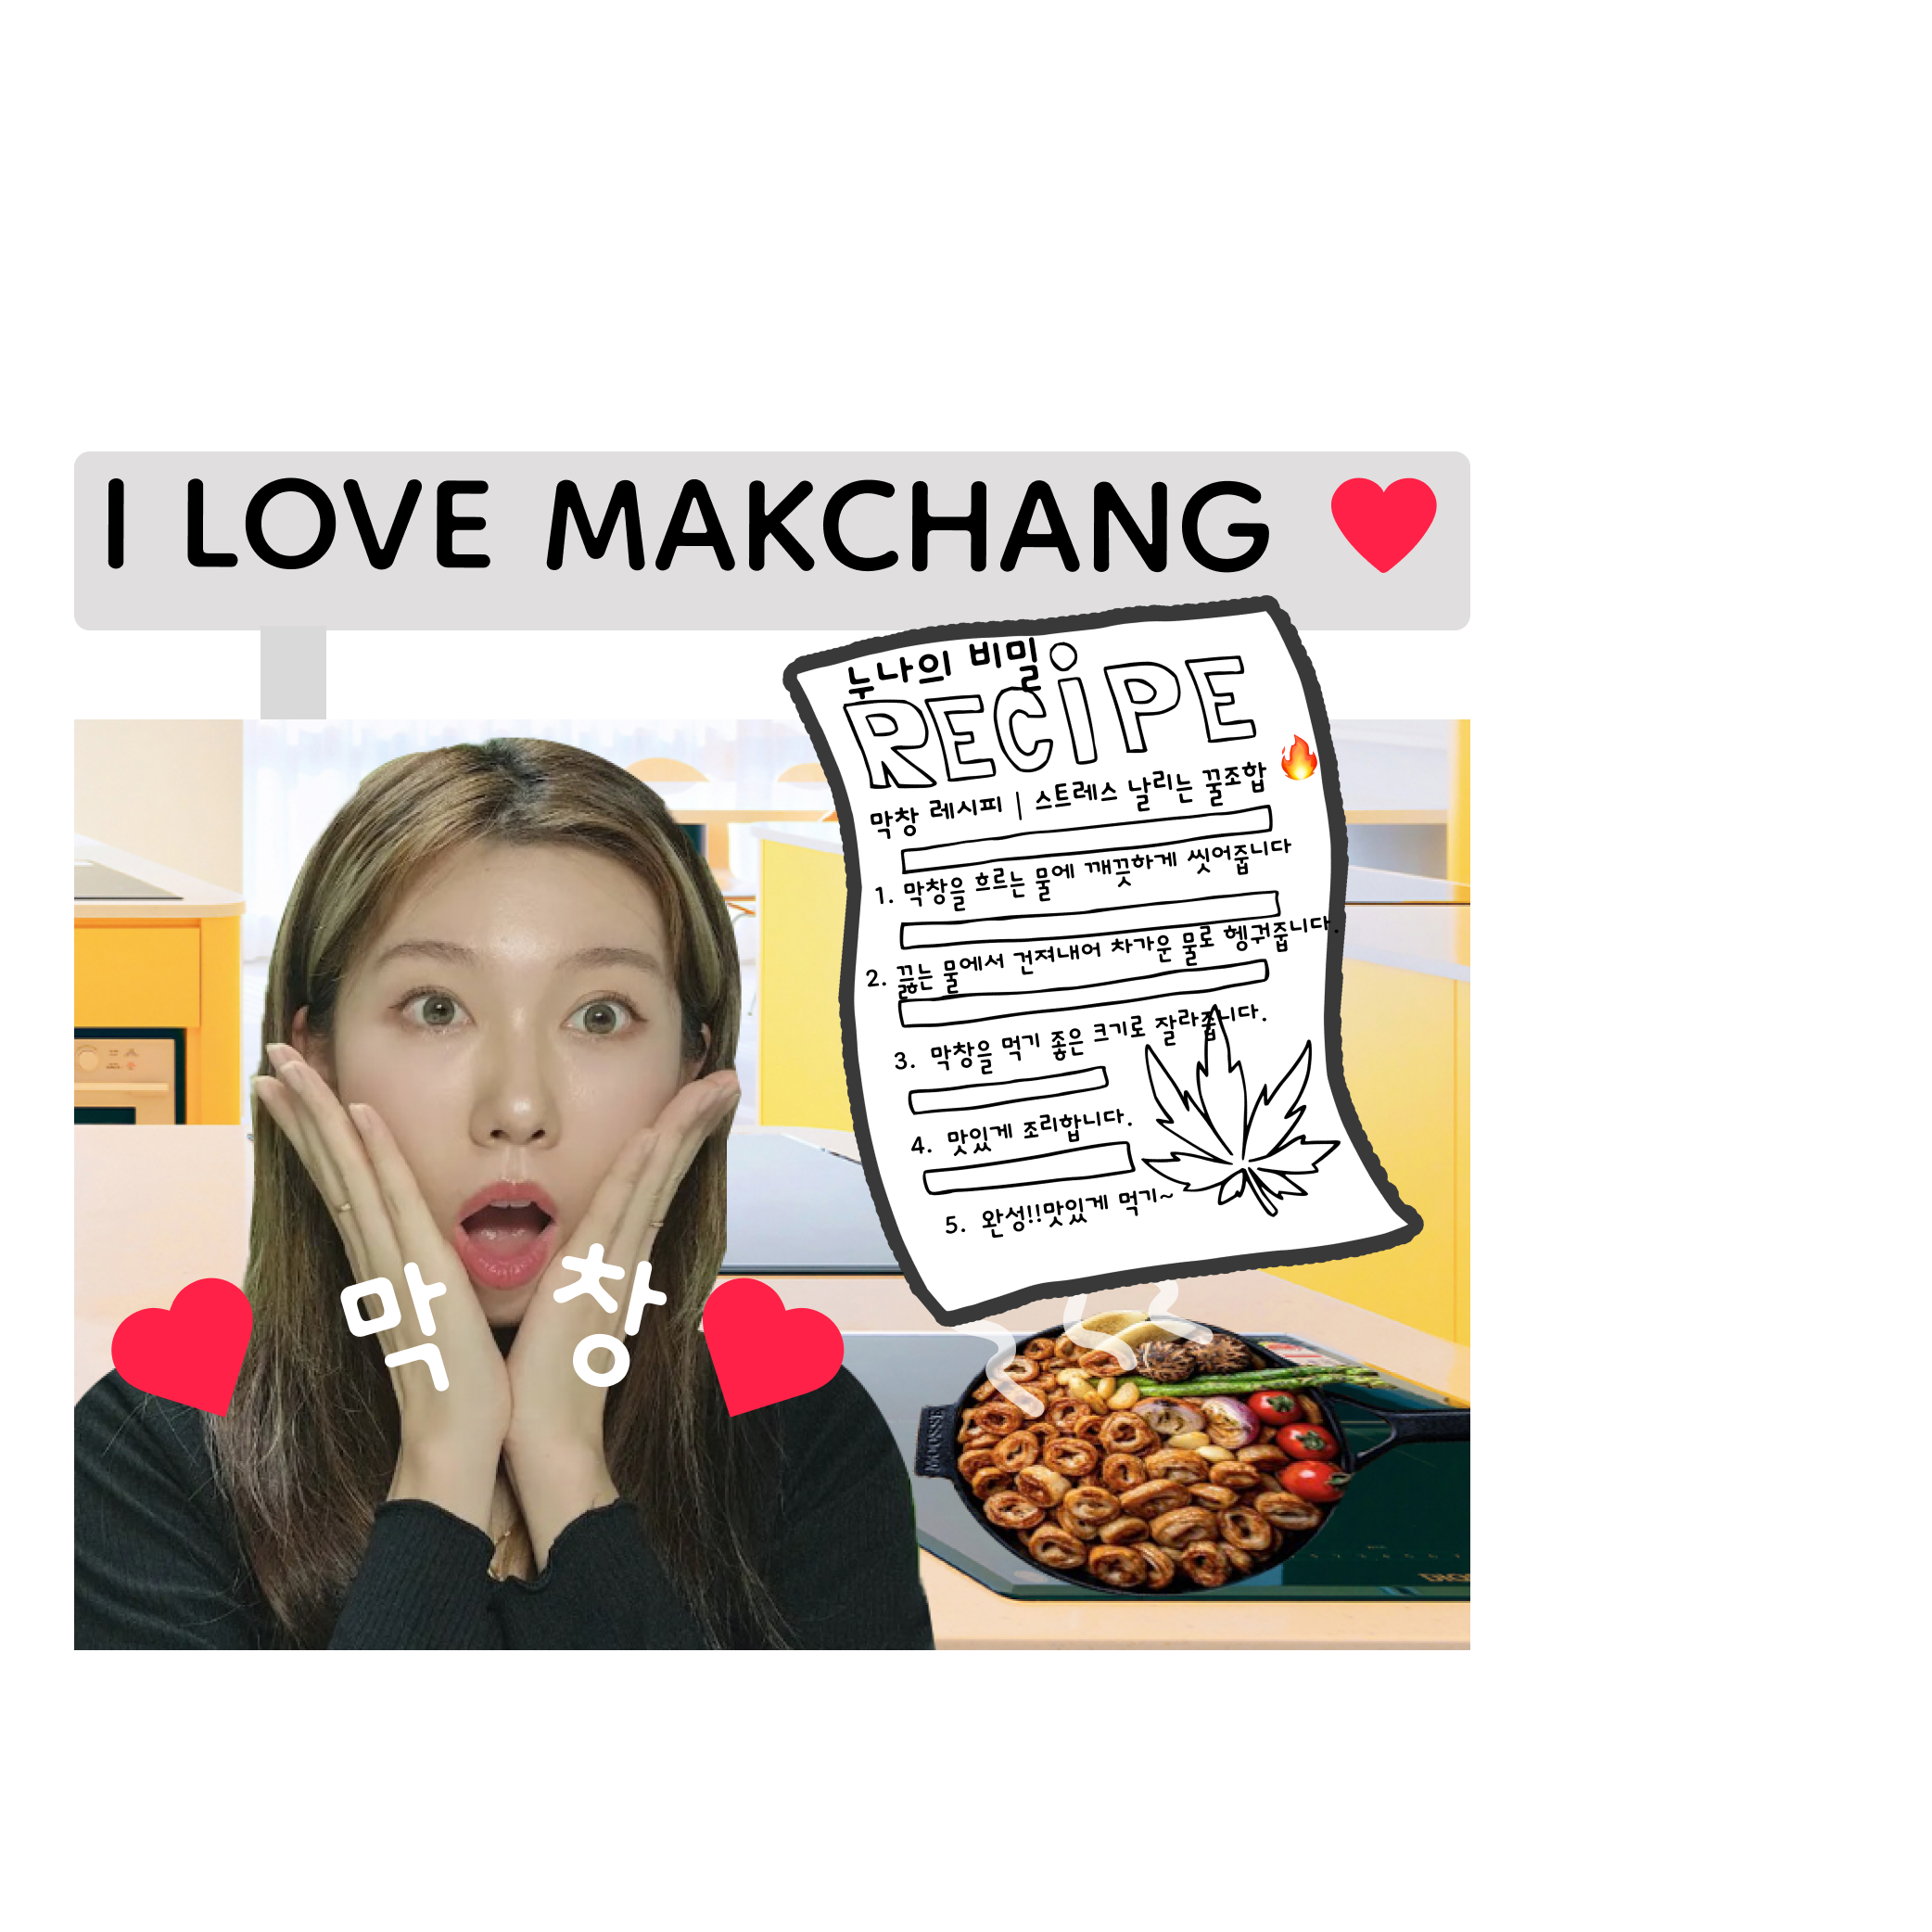 I LOVE MAKCHANG
누나의 비밀
RECiPE
막창 레시피 | 스트레스 날리는 꿀조합 🔥
1. 막창을 흐르는 물에 깨끗하게 씻어줍니다
2. 끓는 물에서 건져내어 차가운 물로 헹궈줍니다.
3. 막창을 먹기 좋은 크기로 잘라줍니다.
4. 맛있게 조리합니다.
5. 완성!!맛있게 먹기~
막 창